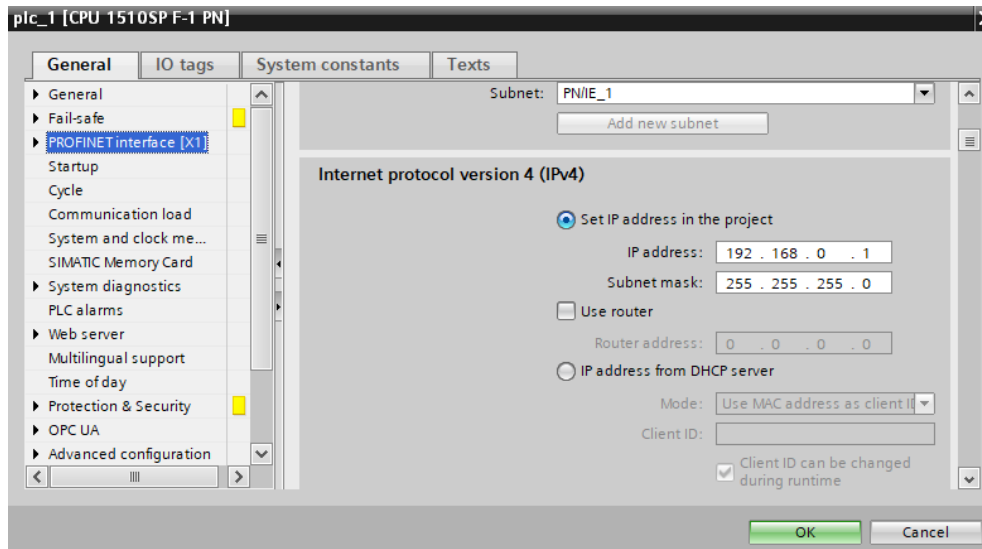 plc_1 [CPU 1510SP F-1 PN]
General IO tags System constants Texts
General
Fail-safe
PROFINET interface [X1]
Startup
Cycle
Communication load
System and clock me...
SIMATIC Memory Card
System diagnostics
PLC alarms
Web server
Multilingual support
Time of day
Protection & Security
OPC UA
Advanced configuration
Subnet: PN/IE_1
Add new subnet
Internet protocol version 4 (IPv4)
Set IP address in the project
IP address: 192 . 168 . 0 . 1
Subnet mask: 255 . 255 . 255 . 0
Use router
Router address: 0 . 0 . 0 . 0
IP address from DHCP server
Mode: Use MAC address as client
Client ID:
Client ID can be changed
during runtime
OK Cancel